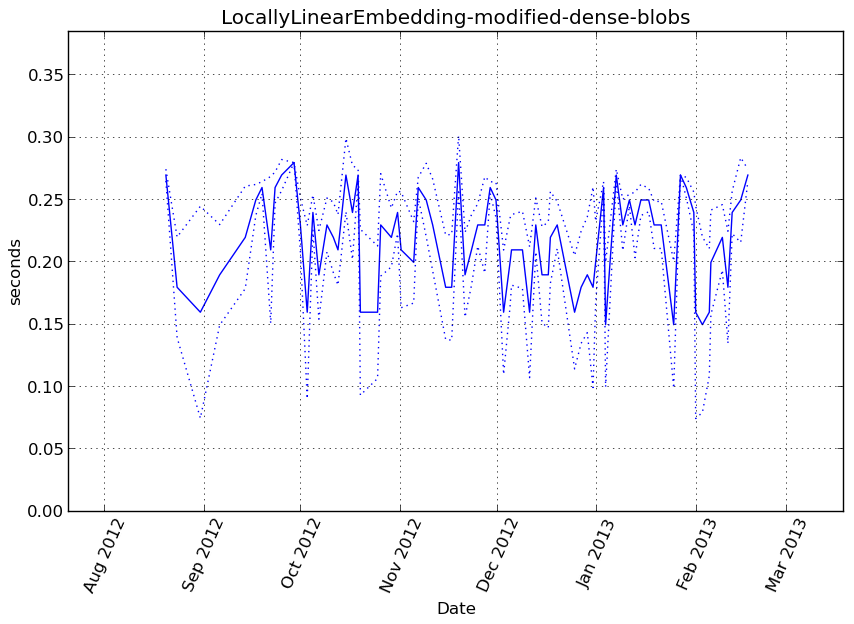 LocallyLinearEmbedding-modified-dense-blobs
0.35
0.30
0.25
0.20
0.15
0.10
0.05
0.00
seconds
Aug 2012
Sep 2012
Oct 2012
Nov 2012
Dec 2012
Jan 2013
Feb 2013
Mar 2013
Date